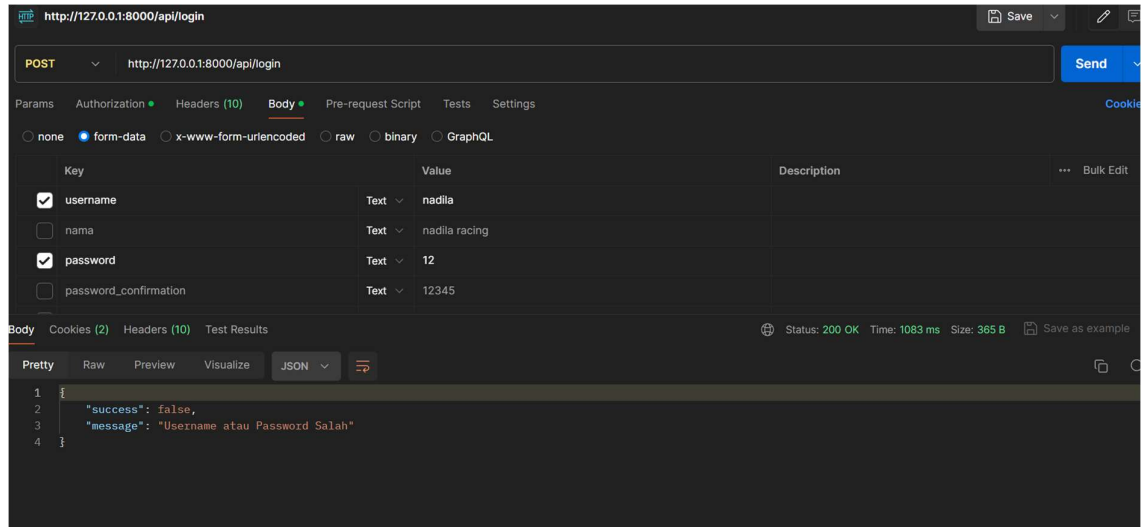 HTTP http://127.0.0.1:8000/api/login Save
POST http://127.0.0.1:8000/api/login Send
Params Authorization Headers (10) Body Pre-request Script Tests Settings Cookie
none form-data x-www-form-urlencoded raw binary GraphQL
Key Value Description ••• Bulk Edit
username Text nadila
nama Text nadila racing
password Text 12
password_confirmation Text 12345
Body Cookies (2) Headers (10) Test Results Status: 200 OK Time: 1083 ms Size: 365 B Save as example
Pretty Raw Preview Visualize JSON
1 {
2 "success": false,
3 "message": "Username atau Password Salah"
4 }